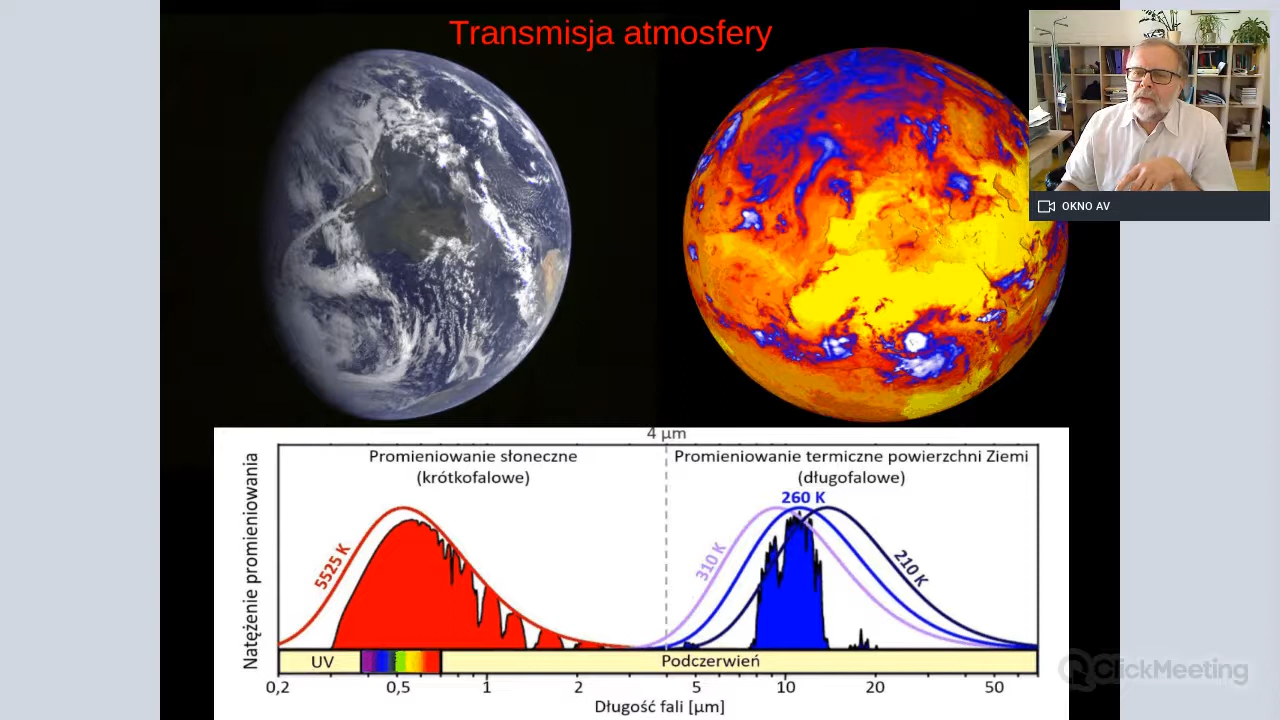 Transmisja atmosfery
OKNO AV
4 µm
Promieniowanie słoneczne
(krótkofalowe)
Promieniowanie termiczne powierzchni Ziemi
(długofalowe)
Natężenie promieniowania
5525 K
310 K
260 K
210 K
UV
Podczerwień
0,2 0,5 1 2 5 10 20 50
Długość fali [µm]
ClickMeeting